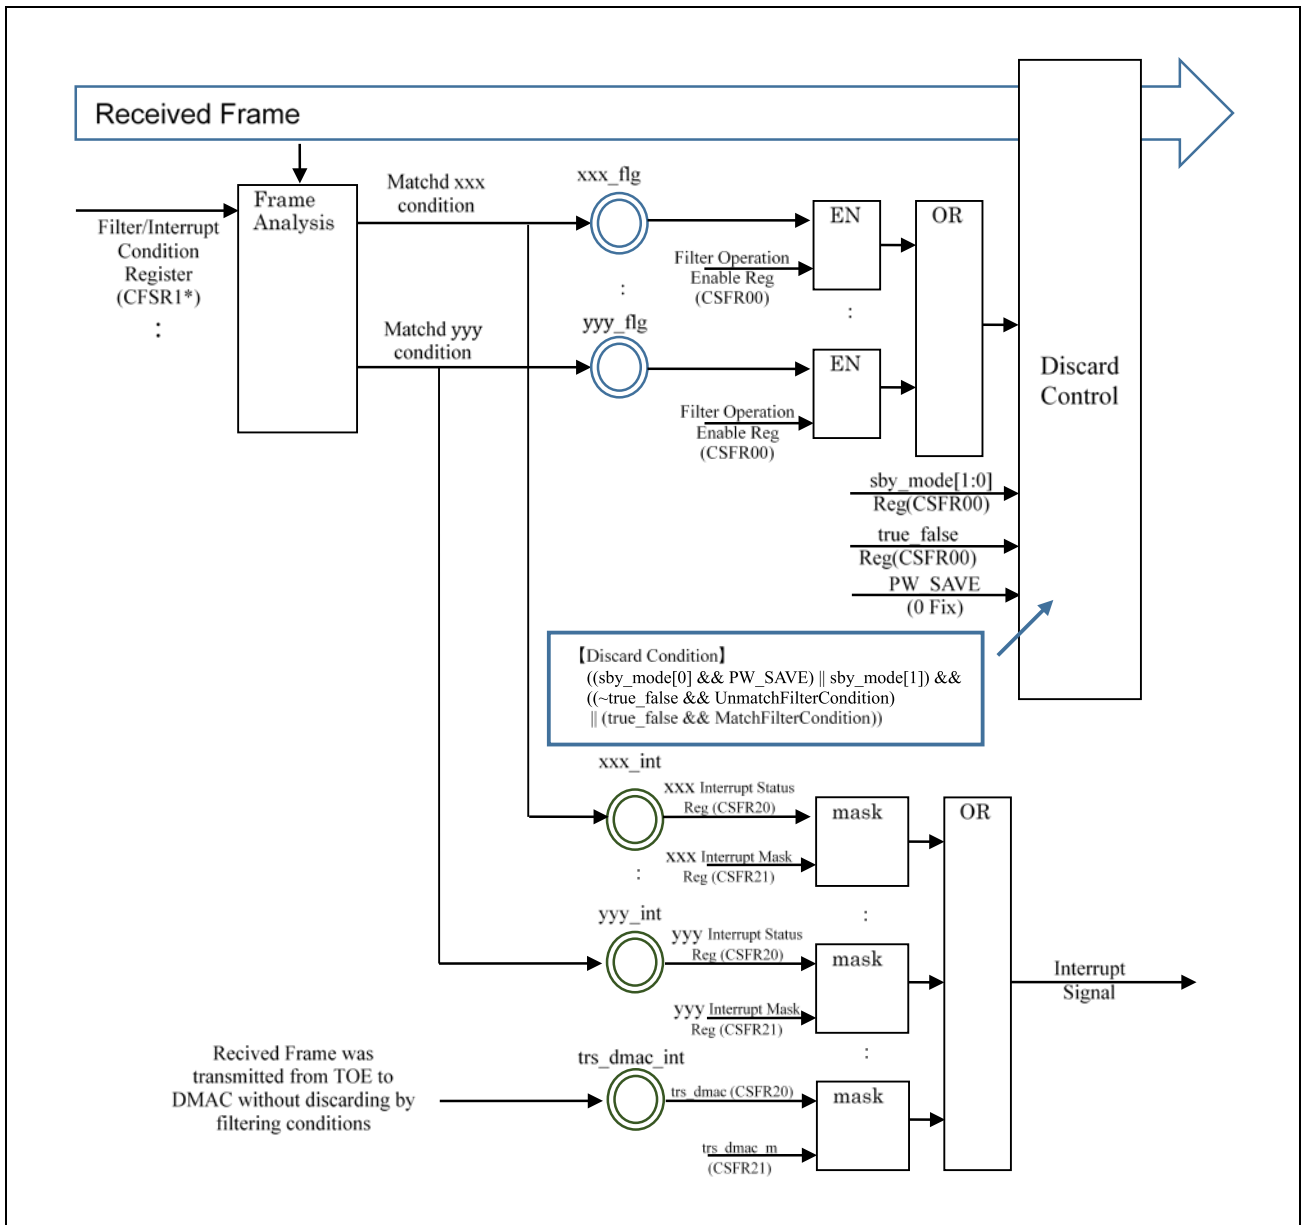 Received Frame
Frame
Analysis
Filter/Interrupt
Condition
Register
(CFSR1*)
:
Matchd xxx
condition
xxx_flg
:
Matchd yyy
condition
yyy_flg
Filter Operation
Enable Reg
(CSFR00)
EN
:
Filter Operation
Enable Reg
(CSFR00)
EN
OR
Discard
Control
sby_mode[1:0]
Reg(CSFR00)
true_false
Reg(CSFR00)
PW_SAVE
(0 Fix)
【Discard Condition】
((sby_mode[0] && PW_SAVE) || sby_mode[1]) &&
((~true_false && UnmatchFilterCondition)
|| (true_false && MatchFilterCondition))
xxx_int
xxx Interrupt Status
Reg (CSFR20)
xxx Interrupt Mask
Reg (CSFR21)
mask
OR
:
:
yyy_int
yyy Interrupt Status
Reg (CSFR20)
yyy Interrupt Mask
Reg (CSFR21)
mask
:
Interrupt
Signal
Recived Frame was
transmitted from TOE to
DMAC without discarding by
filtering conditions
trs_dmac_int
trs_dmac (CSFR20)
trs_dmac_m
(CSFR21)
mask